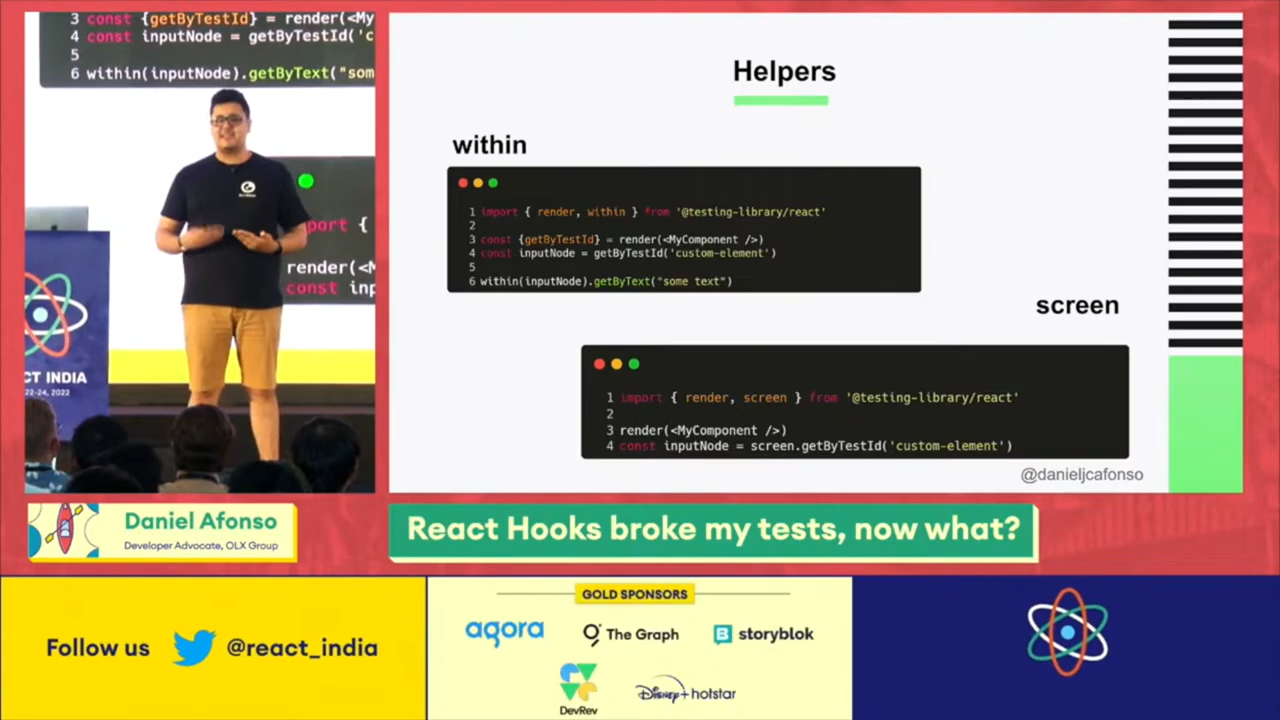 3 const {getByTestId} = render(<My
4 const inputNode = getByTestId('c
5
6 within(inputNode).getByText("som
port {
render(<M
const inp
CT INDIA
22-24, 2022
Helpers
within
1 import { render, within } from '@testing-library/react'
2
3 const {getByTestId} = render(<MyComponent />)
4 const inputNode = getByTestId('custom-element')
5
6 within(inputNode).getByText("some text")
screen
1 import { render, screen } from '@testing-library/react'
2
3 render(<MyComponent />)
4 const inputNode = screen.getByTestId('custom-element')
@danieljcafonso
Daniel Afonso
Developer Advocate, OLX Group
React Hooks broke my tests, now what?
Follow us @react_india
GOLD SPONSORS
agora The Graph storyblok
DevRev Disney+ hotstar